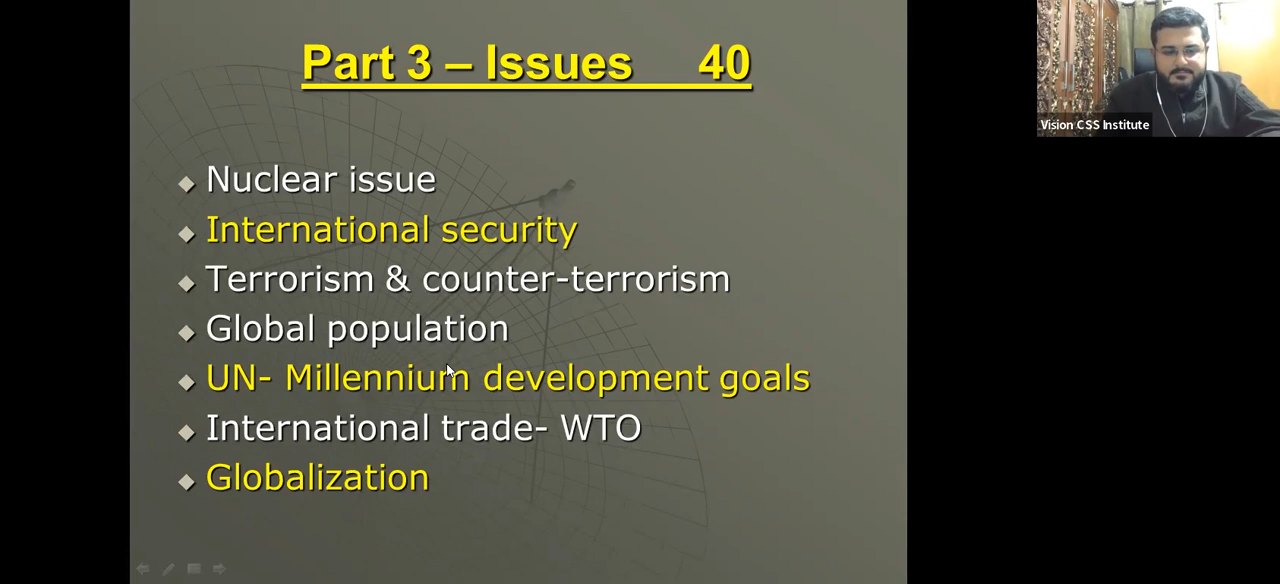 Part 3 – Issues 40
Nuclear issue
International security
Terrorism & counter-terrorism
Global population
UN- Millennium development goals
International trade- WTO
Globalization
Vision CSS Institute